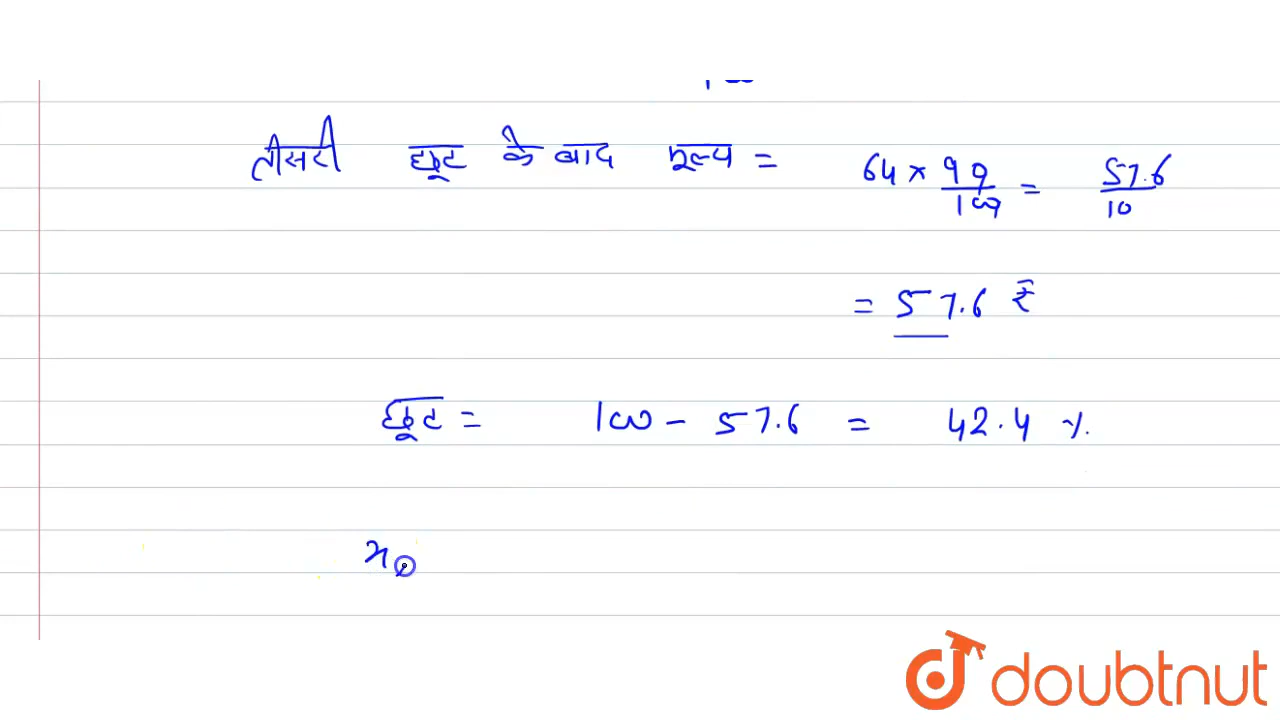 तीसरी छूट के बाद मूल्य = 64 × 90/100 = 57.6/10
= 57.6 ₹
छूट = 100 - 57.6 = 42.4 %.
x,
doubtnut